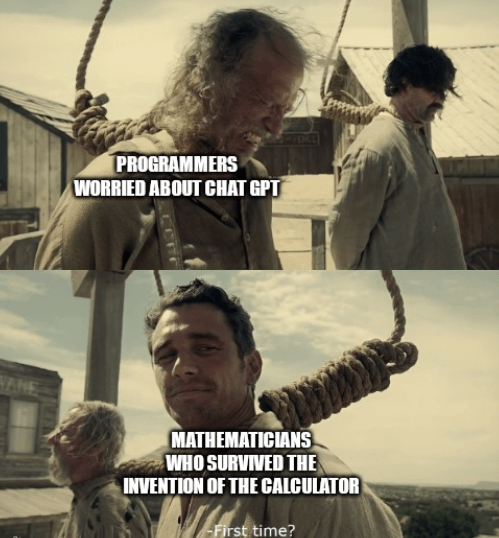 PROGRAMMERS
WORRIED ABOUT CHAT GPT
MATHEMATICIANS
WHO SURVIVED THE
INVENTION OF THE CALCULATOR
-First time?